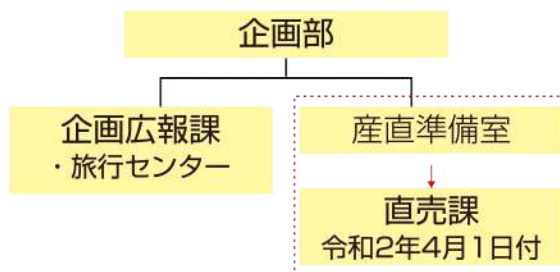 企画部
企画広報課
・旅行センター
産直準備室
直売課
令和2年4月1日付